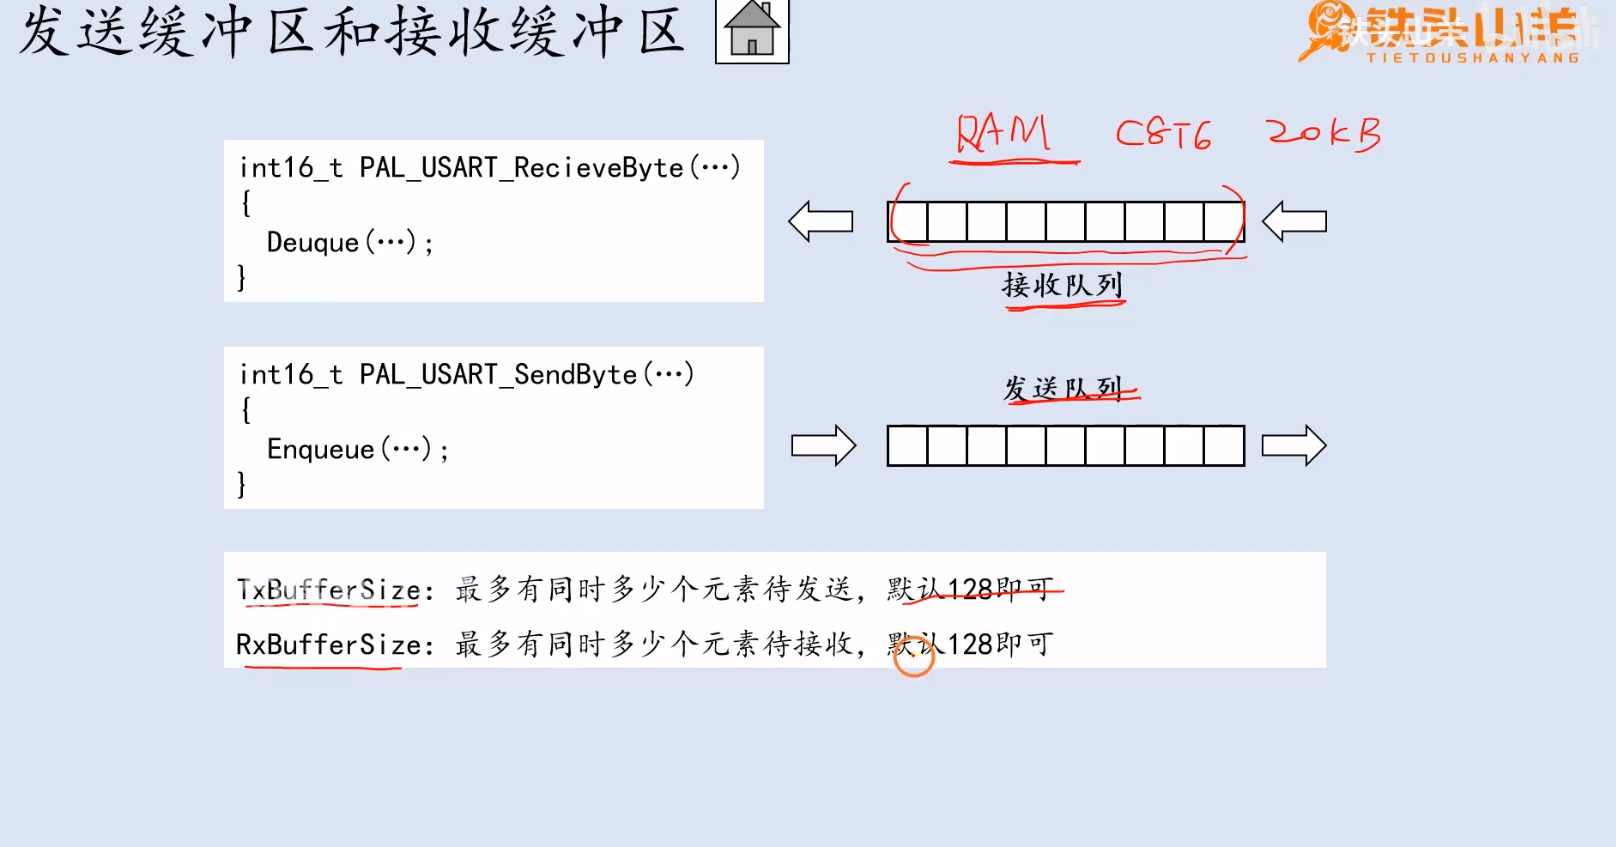 发送缓冲区和接收缓冲区
铁头山羊
TIETOUSHANYANG
RAM C8T6 20KB
int16_t PAL_USART_RecieveByte(…)
{
Deuque(…);
}
接收队列
int16_t PAL_USART_SendByte(…)
{
Enqueue(…);
}
发送队列
TxBufferSize: 最多有同时多少个元素待发送, 默认128即可
RxBufferSize: 最多有同时多少个元素待接收, 默认128即可